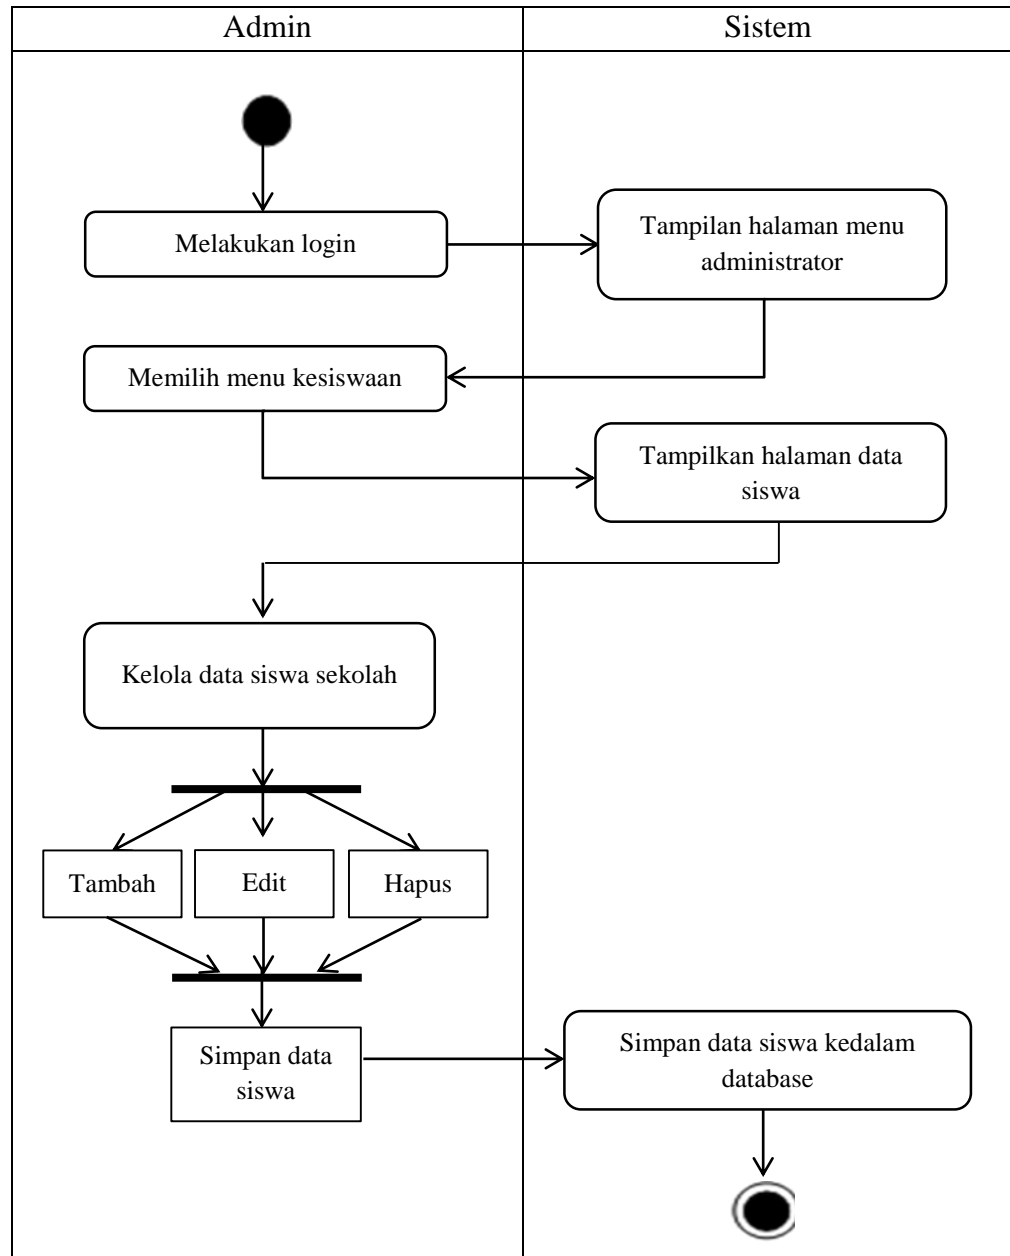 Admin
Sistem
Melakukan login
Tampilan halaman menu
administrator
Memilih menu kesiswaan
Tampilkan halaman data
siswa
Kelola data siswa sekolah
Tambah
Edit
Hapus
Simpan data
siswa
Simpan data siswa kedalam
database